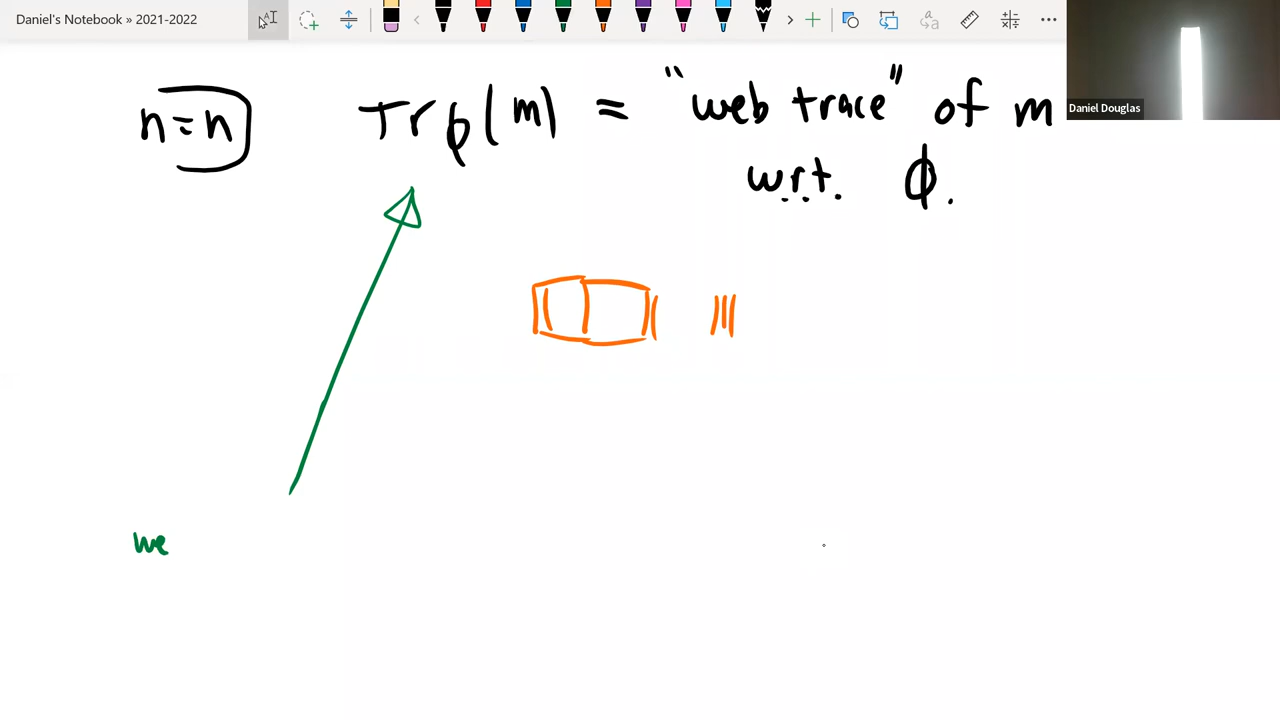 Daniel's Notebook » 2021-2022
Daniel Douglas
n=n Trϕ(m) = "web trace" of m
w.r.t. ϕ.
we